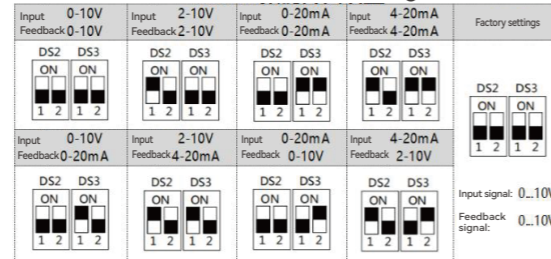 Input 0-10V Input 2-10V Input 0-20mA Input 4-20mA Factory settings
Feedback 0-10V Feedback 2-10V Feedback 0-20mA Feedback 4-20mA
DS2 DS3 DS2 DS3 DS2 DS3 DS2 DS3
ON ON ON ON ON ON ON ON
1 2 1 2 1 2 1 2 1 2 1 2 1 2 1 2
DS2 DS3
ON ON
1 2 1 2
Input 0-10V Input 2-10V Input 0-20mA Input 4-20mA
Feedback 0-20mA Feedback 4-20mA Feedback 0-10V Feedback 2-10V
DS2 DS3 DS2 DS3 DS2 DS3 DS2 DS3
ON ON ON ON ON ON ON ON
1 2 1 2 1 2 1 2 1 2 1 2 1 2 1 2
Input signal: 0...10V
Feedback signal: 0...10V